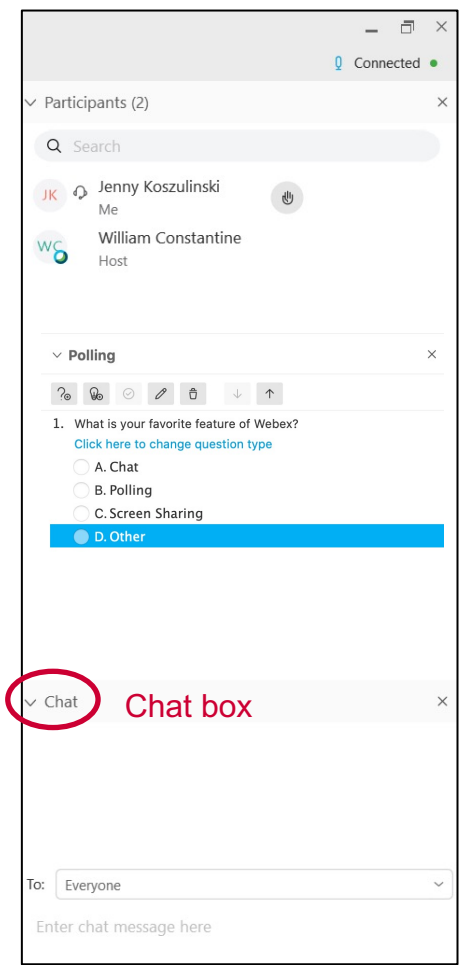 Connected
Participants (2)
Search
JK
Jenny Koszulinski
Me
WC
William Constantine
Host
Polling
1. What is your favorite feature of Webex?
Click here to change question type
A. Chat
B. Polling
C. Screen Sharing
D. Other
Chat
Chat box
To: Everyone
Enter chat message here